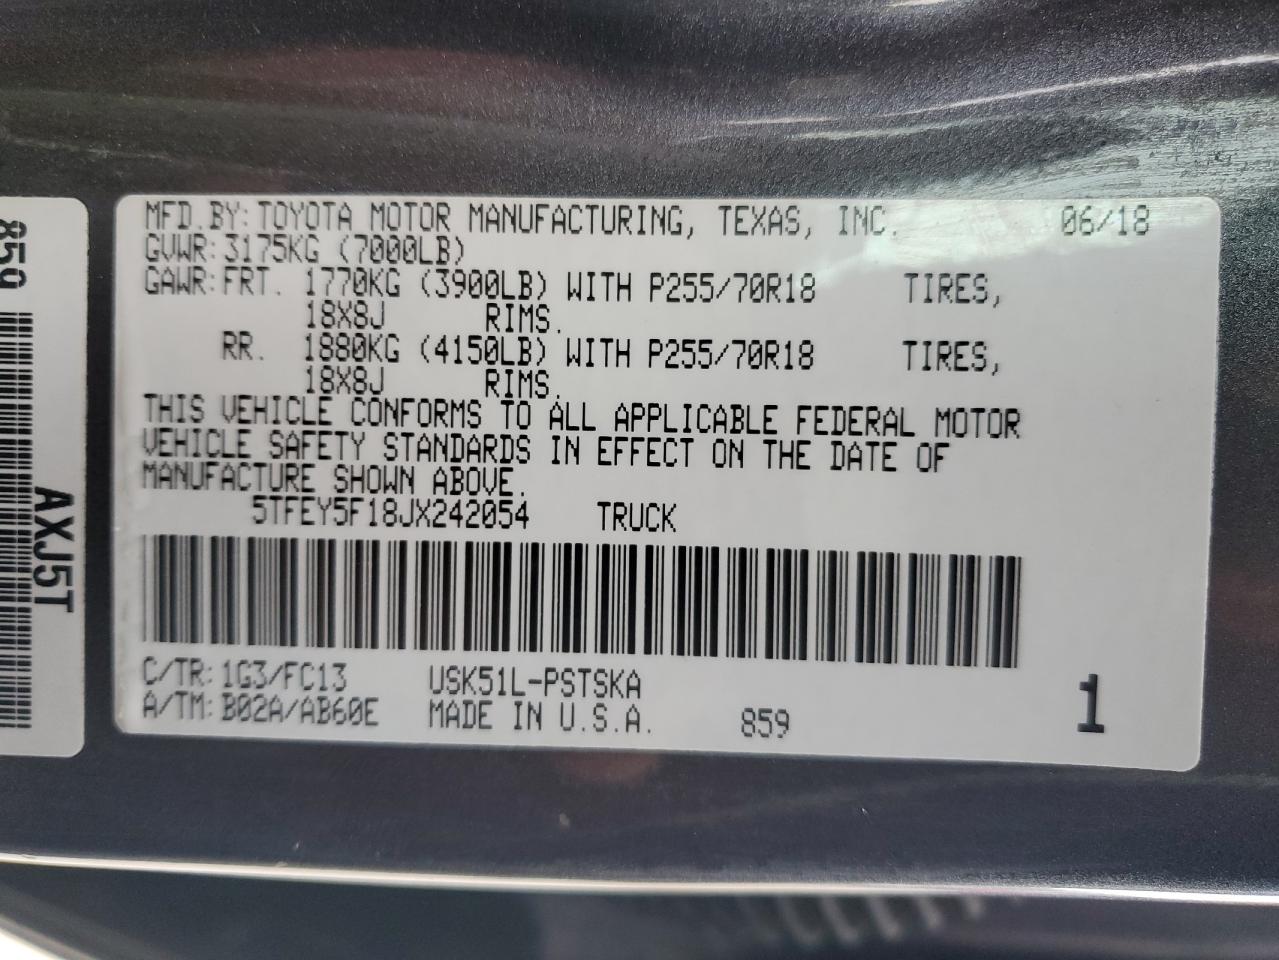 MFD.BY: TOYOTA MOTOR MANUFACTURING, TEXAS, INC. 06/18
GVWR: 3175KG (7000LB)
GAWR: FRT. 1770KG (3900LB) WITH P255/70R18 TIRES,
18X8J RIMS.
RR. 1880KG (4150LB) WITH P255/70R18 TIRES,
18X8J RIMS.
THIS VEHICLE CONFORMS TO ALL APPLICABLE FEDERAL MOTOR
VEHICLE SAFETY STANDARDS IN EFFECT ON THE DATE OF
MANUFACTURE SHOWN ABOVE.
5TFEY5F18JX242054 TRUCK
C/TR: 1G3/FC13 USK51L-PSTSKA
A/TM: B02A/AB60E MADE IN U.S.A. 859 1
859
AXJ5T